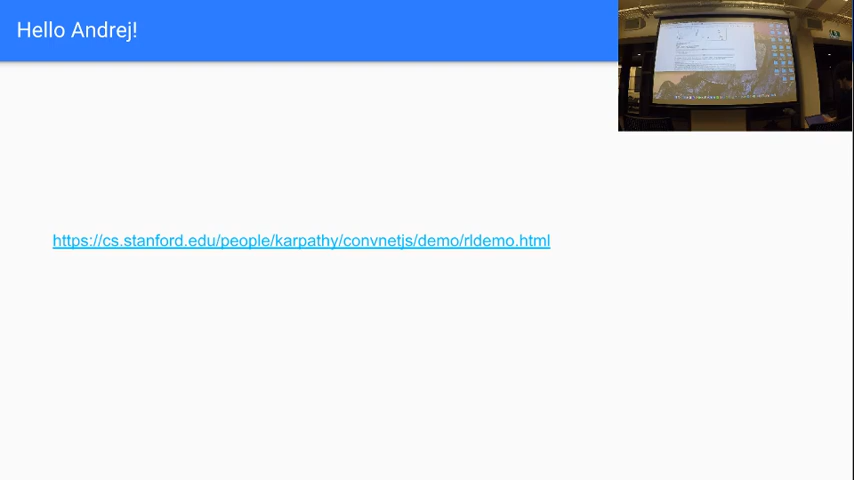 Hello Andrej!
https://cs.stanford.edu/people/karpathy/convnetjs/demo/rldemo.html